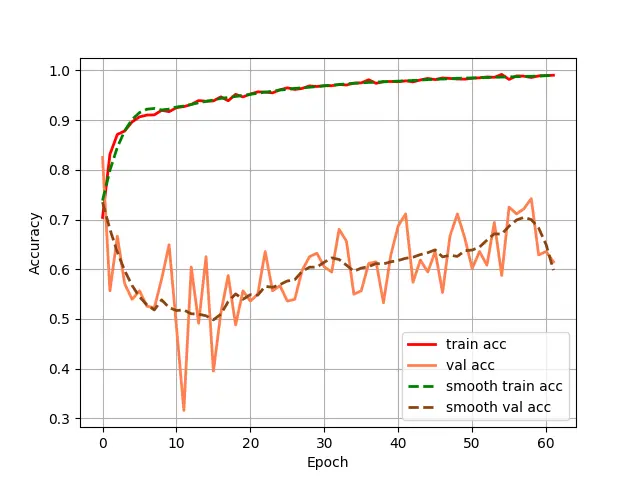 1.0
0.9
0.8
0.7
0.6
0.5
0.4
0.3
Accuracy
train acc
val acc
smooth train acc
smooth val acc
0 10 20 30 40 50 60
Epoch